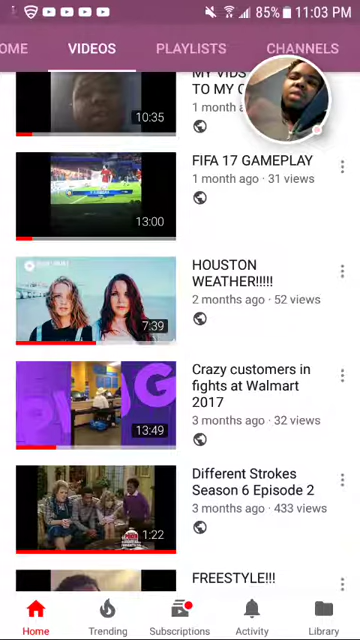 85% 11:03 PM
OME VIDEOS PLAYLISTS CHANNELS
MY VIDS
TO MY C
1 month a
10:35
FIFA 17 GAMEPLAY
1 month ago · 31 views
13:00
HOUSTON
WEATHER!!!!!
2 months ago · 52 views
7:39
Crazy customers in
fights at Walmart
2017
3 months ago · 32 views
13:49
Different Strokes
Season 6 Episode 2
3 months ago · 433 views
1:22
FREESTYLE!!!
Home Trending Subscriptions Activity Library